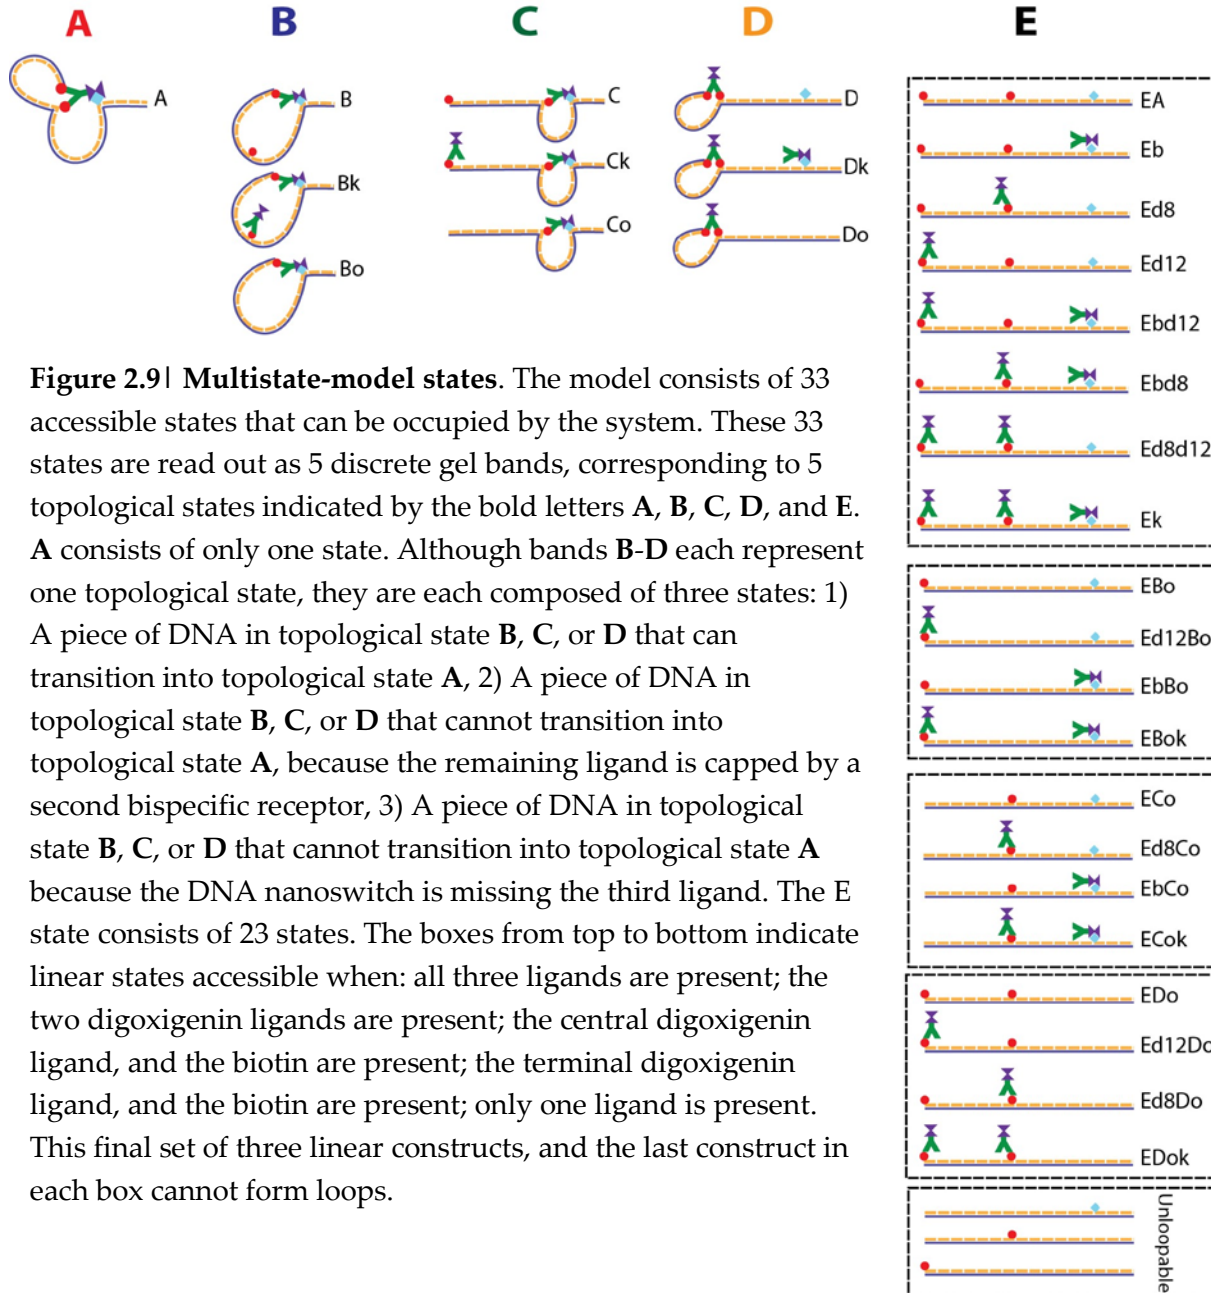 A B C D E
A
B
Bk
Bo
C
Ck
Co
D
Dk
Do
EA
Eb
Ed8
Ed12
Ebd12
Ebd8
Ed8d12
Ek
EBo
Ed12Bo
EbBo
EBok
ECo
Ed8Co
EbCo
ECok
EDo
Ed12Do
Ed8Do
EDok
Unloopable
Figure 2.9| Multistate-model states. The model consists of 33
accessible states that can be occupied by the system. These 33
states are read out as 5 discrete gel bands, corresponding to 5
topological states indicated by the bold letters A, B, C, D, and E.
A consists of only one state. Although bands B-D each represent
one topological state, they are each composed of three states: 1)
A piece of DNA in topological state B, C, or D that can
transition into topological state A, 2) A piece of DNA in
topological state B, C, or D that cannot transition into
topological state A, because the remaining ligand is capped by a
second bispecific receptor, 3) A piece of DNA in topological
state B, C, or D that cannot transition into topological state A
because the DNA nanoswitch is missing the third ligand. The E
state consists of 23 states. The boxes from top to bottom indicate
linear states accessible when: all three ligands are present; the
two digoxigenin ligands are present; the central digoxigenin
ligand, and the biotin are present; the terminal digoxigenin
ligand, and the biotin are present; only one ligand is present.
This final set of three linear constructs, and the last construct in
each box cannot form loops.